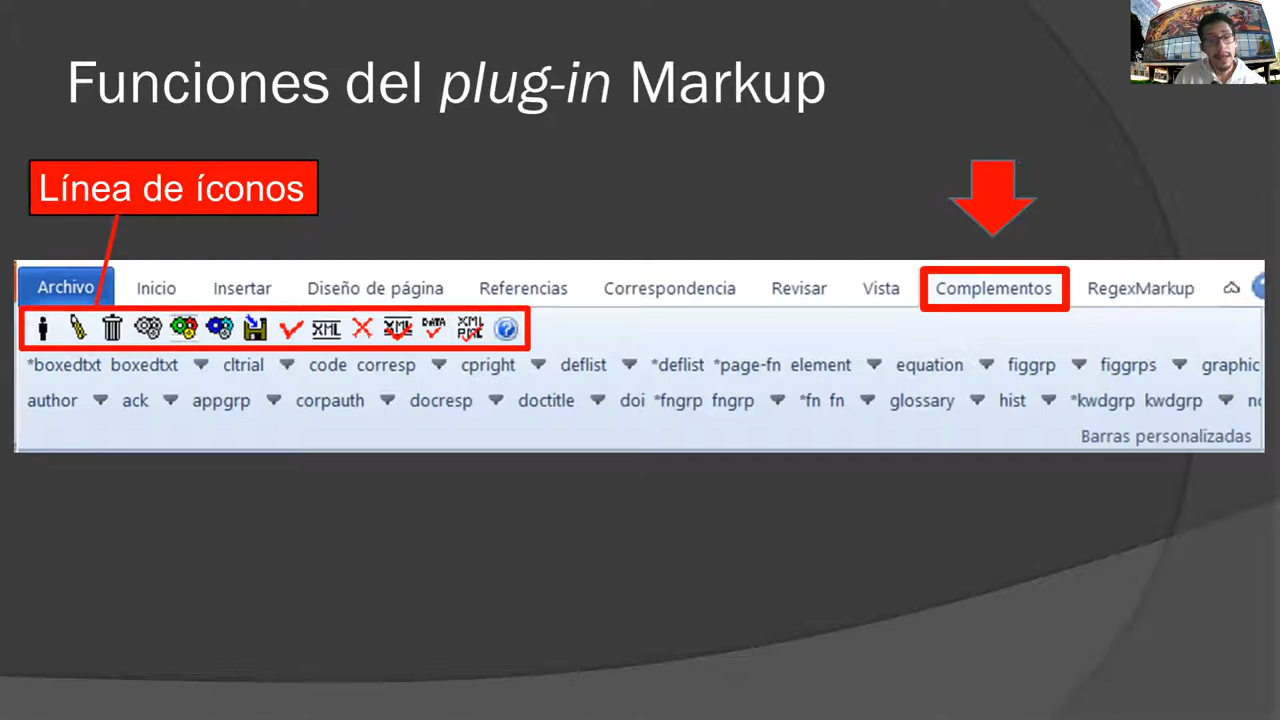 Funciones del plug-in Markup
Línea de íconos
Archivo Inicio Insertar Diseño de página Referencias Correspondencia Revisar Vista Complementos RegexMarkup
XML XML DATA XML
PMC
*boxedtxt boxedtxt cltrial code corresp cpright deflist *deflist *page-fn element equation figgrp figgrps graphic
author ack appgrp corpauth docresp doctitle doi *fngrp fngrp *fn fn glossary hist *kwdgrp kwdgrp
Barras personalizadas